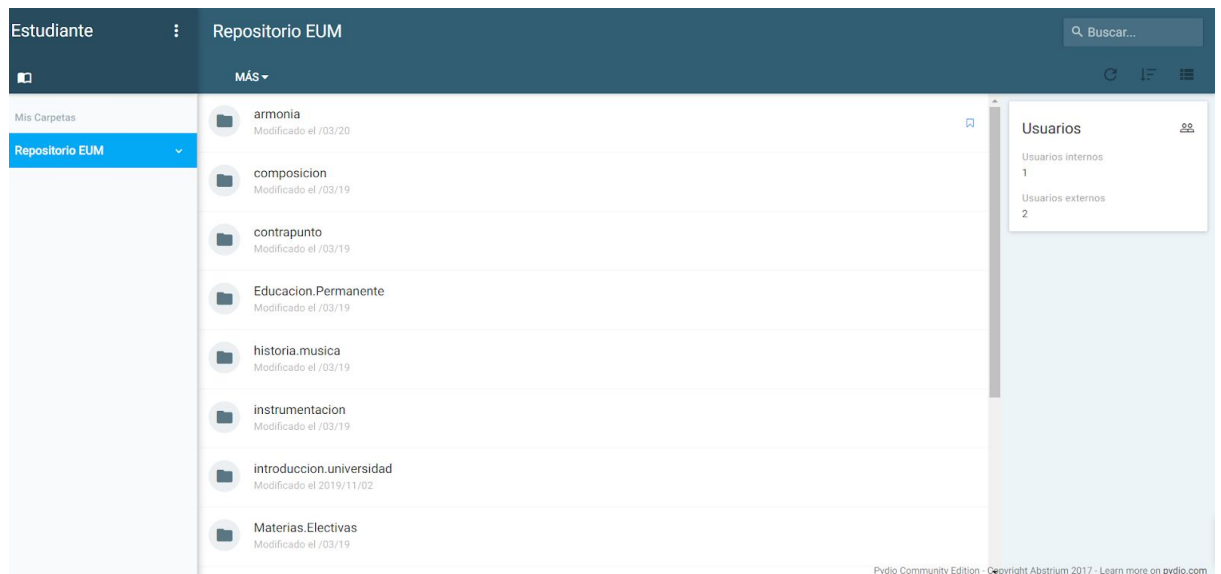 Estudiante
Repositorio EUM
Buscar...
MÁS
Mis Carpetas
Repositorio EUM
armonia
Modificado el /03/20
composicion
Modificado el /03/19
contrapunto
Modificado el /03/19
Educacion.Permanente
Modificado el /03/19
historia.musica
Modificado el /03/19
instrumentacion
Modificado el /03/19
introduccion.universidad
Modificado el 2019/11/02
Materias.Electivas
Modificado el /03/19
Usuarios
Usuarios internos
1
Usuarios externos
2
Pydio Community Edition - Copyright Abstrium 2017 - Learn more on pydio.com